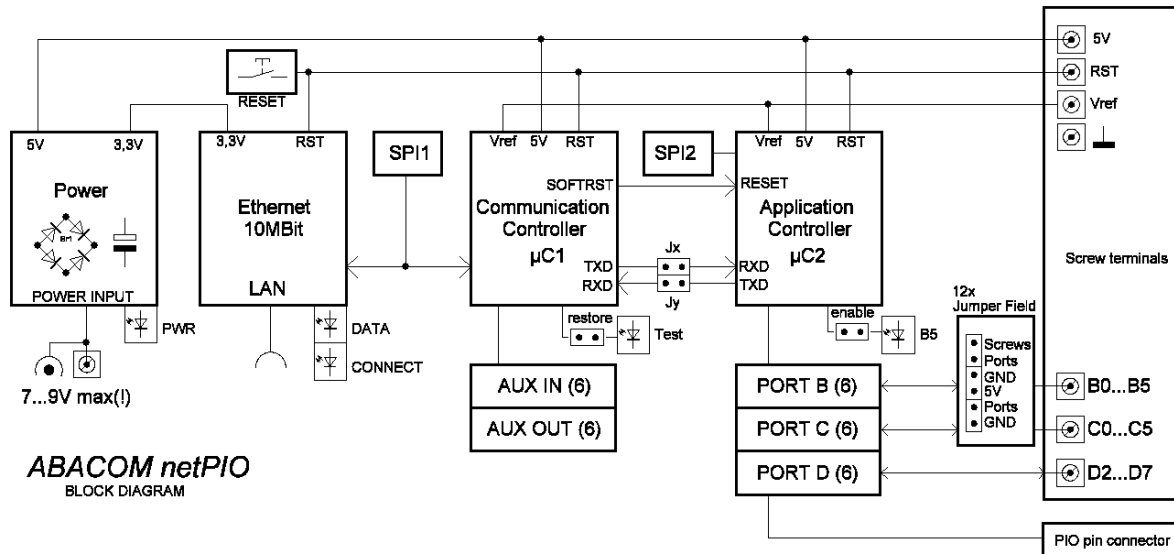 5V
RST
Vref
RESET
5V
3,3V
Power
Br1
POWER INPUT
PWR
7...9V max(!)
3,3V
RST
Ethernet
10MBit
LAN
DATA
CONNECT
SPI1
Vref
5V
RST
SOFTRST
Communication
Controller
µC1
TXD
RXD
restore
Test
AUX IN (6)
AUX OUT (6)
Jx
Jy
SPI2
Vref
5V
RST
RESET
Application
Controller
µC2
RXD
TXD
enable
B5
PORT B (6)
PORT C (6)
PORT D (6)
12x
Jumper Field
Screws
Ports
GND
5V
Ports
GND
Screw terminals
B0...B5
C0...C5
D2...D7
PIO pin connector
ABACOM netPIO
BLOCK DIAGRAM